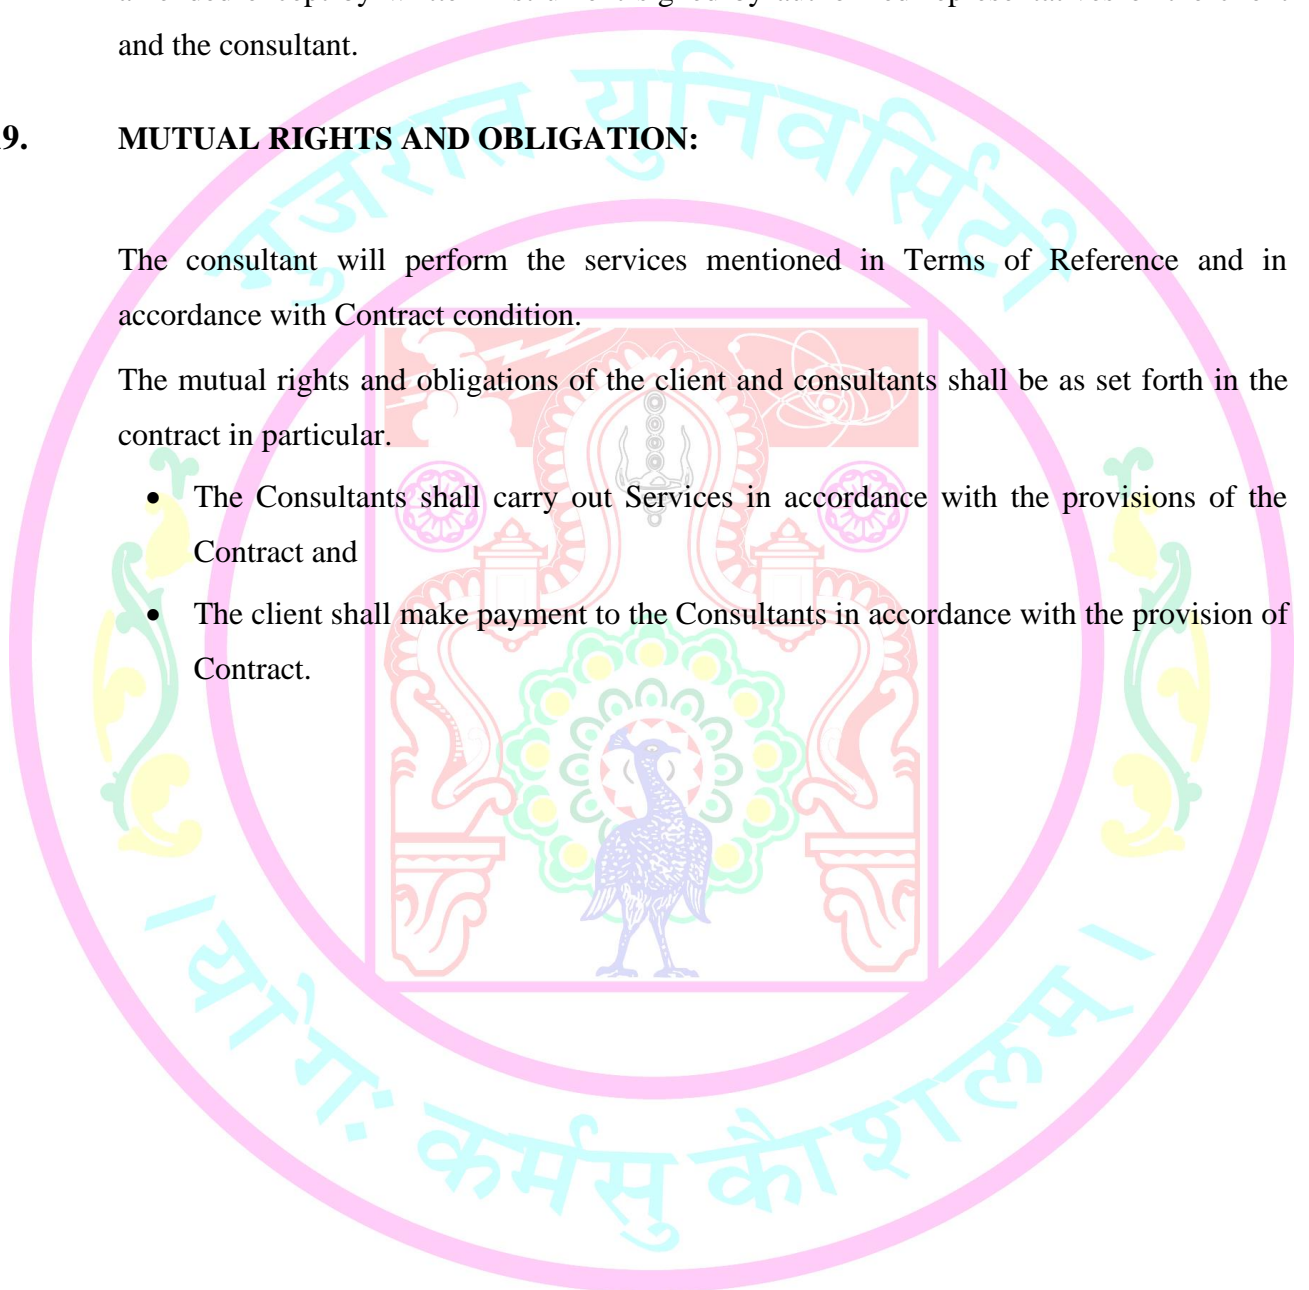 and the consultant.
9. MUTUAL RIGHTS AND OBLIGATION:
The consultant will perform the services mentioned in Terms of Reference and in
accordance with Contract condition.
The mutual rights and obligations of the client and consultants shall be as set forth in the
contract in particular.
• The Consultants shall carry out Services in accordance with the provisions of the
Contract and
• The client shall make payment to the Consultants in accordance with the provision of
Contract.
गुजरात युनिवर्सिटी
। योगः कर्मसु कौशलम् ।